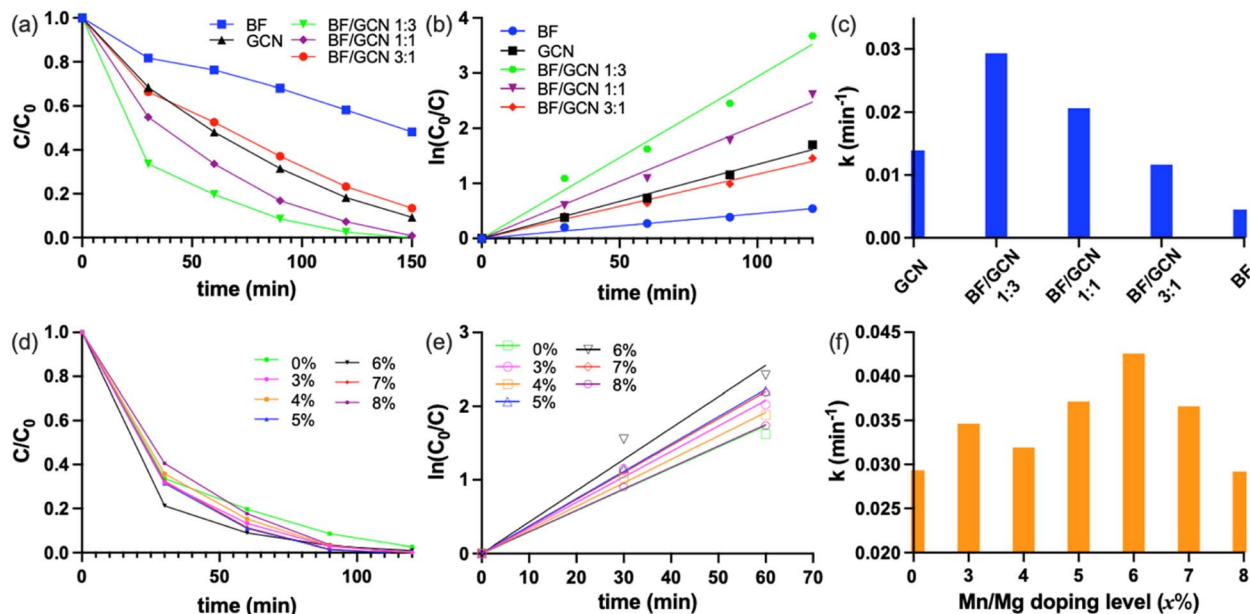 (a)
1.0
0.8
0.6
0.4
0.2
0.0
C/C0
0 50 100 150
time (min)
BF
GCN
BF/GCN 1:3
BF/GCN 1:1
BF/GCN 3:1
(b)
4
3
2
1
0
ln(C0/C)
0 50 100
time (min)
BF
GCN
BF/GCN 1:3
BF/GCN 1:1
BF/GCN 3:1
(c)
0.03
0.02
0.01
0.00
k (min-1)
GCN
BF/GCN
1:3
BF/GCN
1:1
BF/GCN
3:1
BF
(d)
1.0
0.8
0.6
0.4
0.2
0.0
C/C0
0 50 100
time (min)
0%
3%
4%
5%
6%
7%
8%
(e)
3
2
1
0
ln(C0/C)
0 10 20 30 40 50 60 70
time (min)
0%
3%
4%
5%
6%
7%
8%
(f)
0.045
0.040
0.035
0.030
0.025
0.020
k (min-1)
0 3 4 5 6 7 8
Mn/Mg doping level (x%)